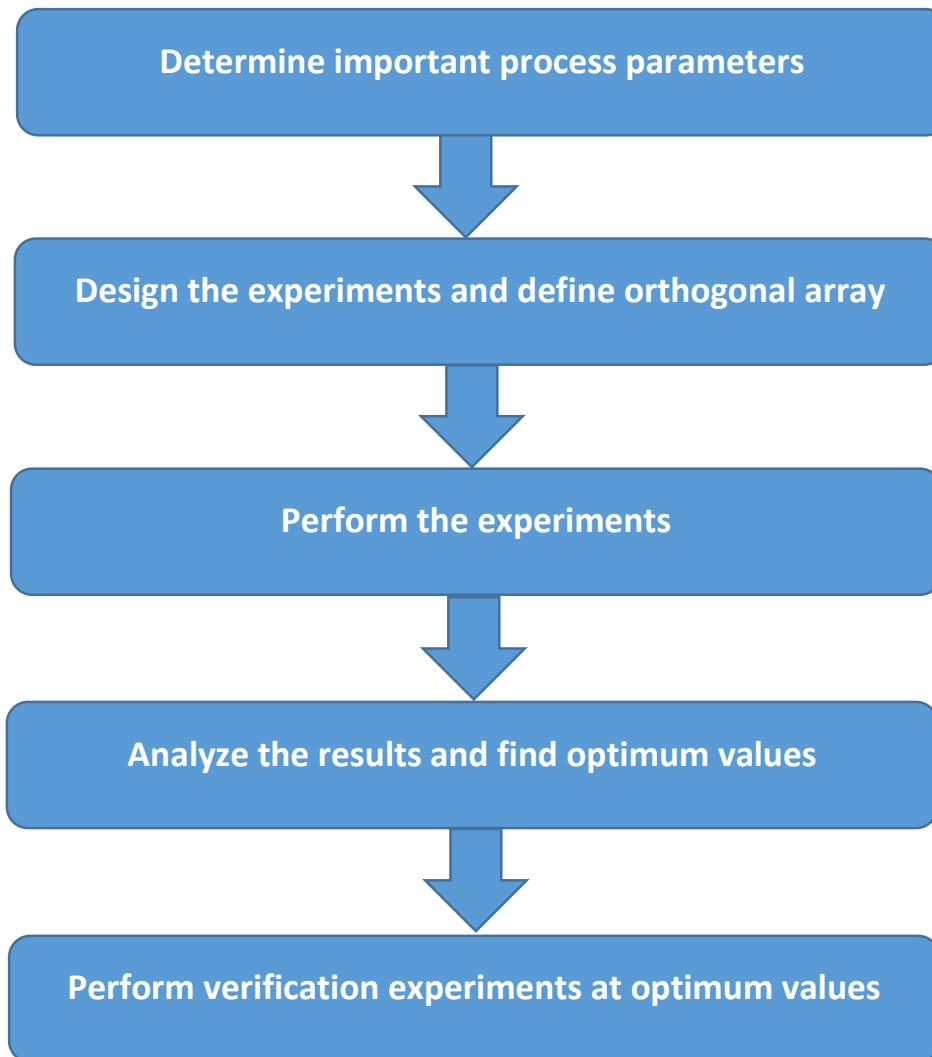 Determine important process parameters
Design the experiments and define orthogonal array
Perform the experiments
Analyze the results and find optimum values
Perform verification experiments at optimum values